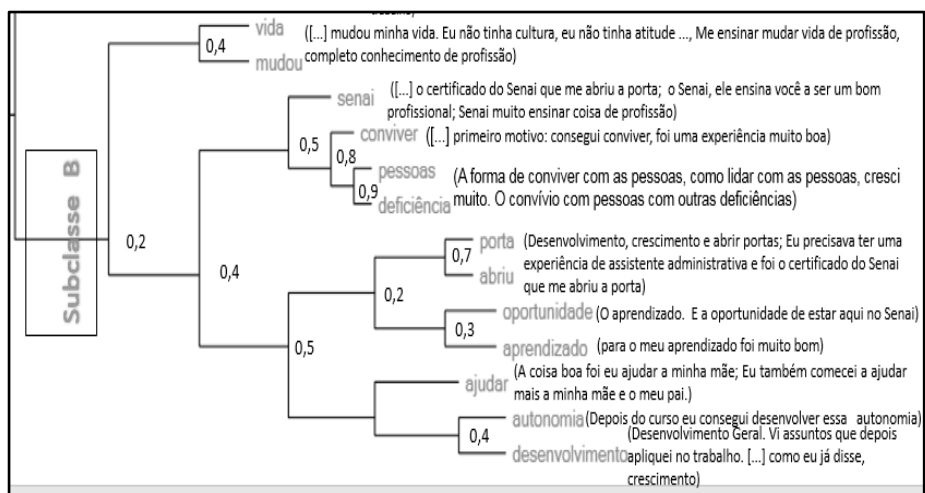 vida
([...] mudou minha vida. Eu não tinha cultura, eu não tinha atitude ..., Me ensinar mudar vida de profissão,
0,4
mudou
completo conhecimento de profissão)
senai
([...] o certificado do Senai que me abriu a porta; o Senai, ele ensina você a ser um bom
profissional; Senai muito ensinar coisa de profissão)
0,5
conviver
([...] primeiro motivo: consegui conviver, foi uma experiência muito boa)
0,8
pessoas
(A forma de conviver com as pessoas, como lidar com as pessoas, cresci
0,9
deficiência
muito. O convívio com pessoas com outras deficiências)
Subclasse B
0,2
0,4
porta
(Desenvolvimento, crescimento e abrir portas; Eu precisava ter uma
0,7
experiência de assistente administrativa e foi o certificado do Senai
abriu
que me abriu a porta)
0,2
oportunidade
(O aprendizado. E a oportunidade de estar aqui no Senai)
0,3
aprendizado
(para o meu aprendizado foi muito bom)
0,5
ajudar
(A coisa boa foi eu ajudar a minha mãe; Eu também comecei a ajudar
mais a minha mãe e o meu pai.)
autonomia
(Depois do curso eu consegui desenvolver essa autonomia)
0,4
desenvolvimento
(Desenvolvimento Geral. Vi assuntos que depois
apliquei no trabalho. [...] como eu já disse,
crescimento)